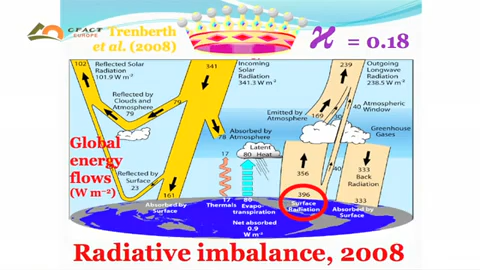 CFACT
EUROPE
Trenberth
et al. (2008)
ϰ = 0.18
102
Reflected Solar
Radiation
101.9 W m⁻²
341
Incoming
Solar
Radiation
341.3 W m⁻²
239
Outgoing
Longwave
Radiation
238.5 W m⁻²
Reflected by
Clouds and
Atmosphere
79
79
Emitted by
Atmosphere
169
30
40
Atmospheric
Window
Greenhouse
Gases
Absorbed by
78 Atmosphere
Global
energy
flows
(W m⁻²)
17
Latent
80 Heat
Reflected by
Surface
23
356
40
333
Back
Radiation
161
Absorbed by
Surface
17
Thermals
80
Evapo-
transpiration
396
Surface
Radiation
333
Absorbed by
Surface
Net absorbed
0.9
W m⁻²
Radiative imbalance, 2008